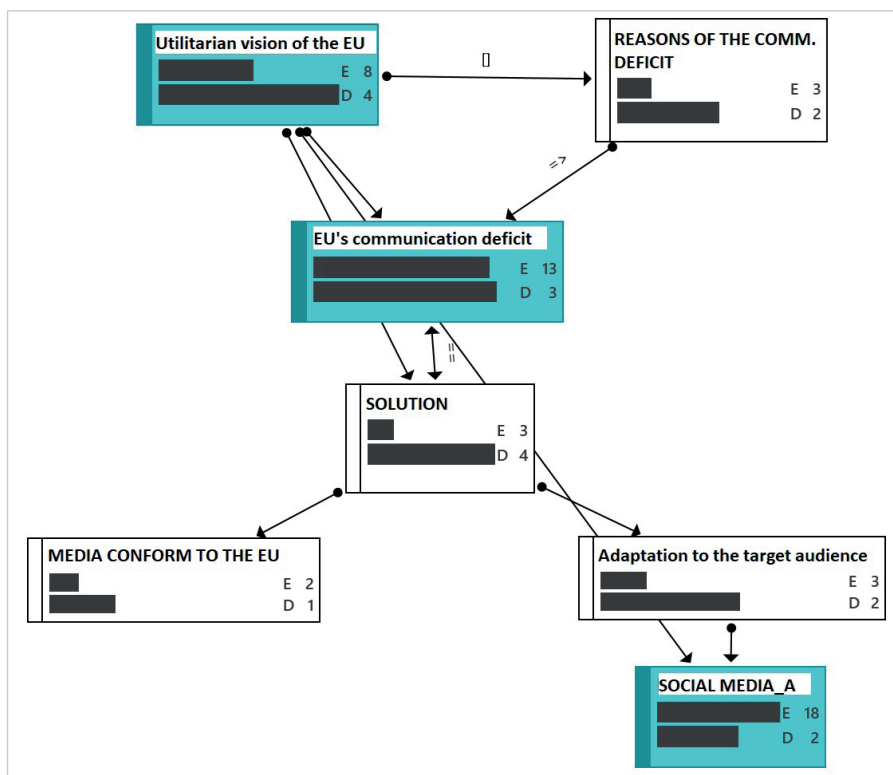 Utilitarian vision of the EU
E 8
D 4
[]
REASONS OF THE COMM.
DEFICIT
E 3
D 2
=>
EU's communication deficit
E 13
D 3
==
SOLUTION
E 3
D 4
MEDIA CONFORM TO THE EU
E 2
D 1
Adaptation to the target audience
E 3
D 2
SOCIAL MEDIA_A
E 18
D 2